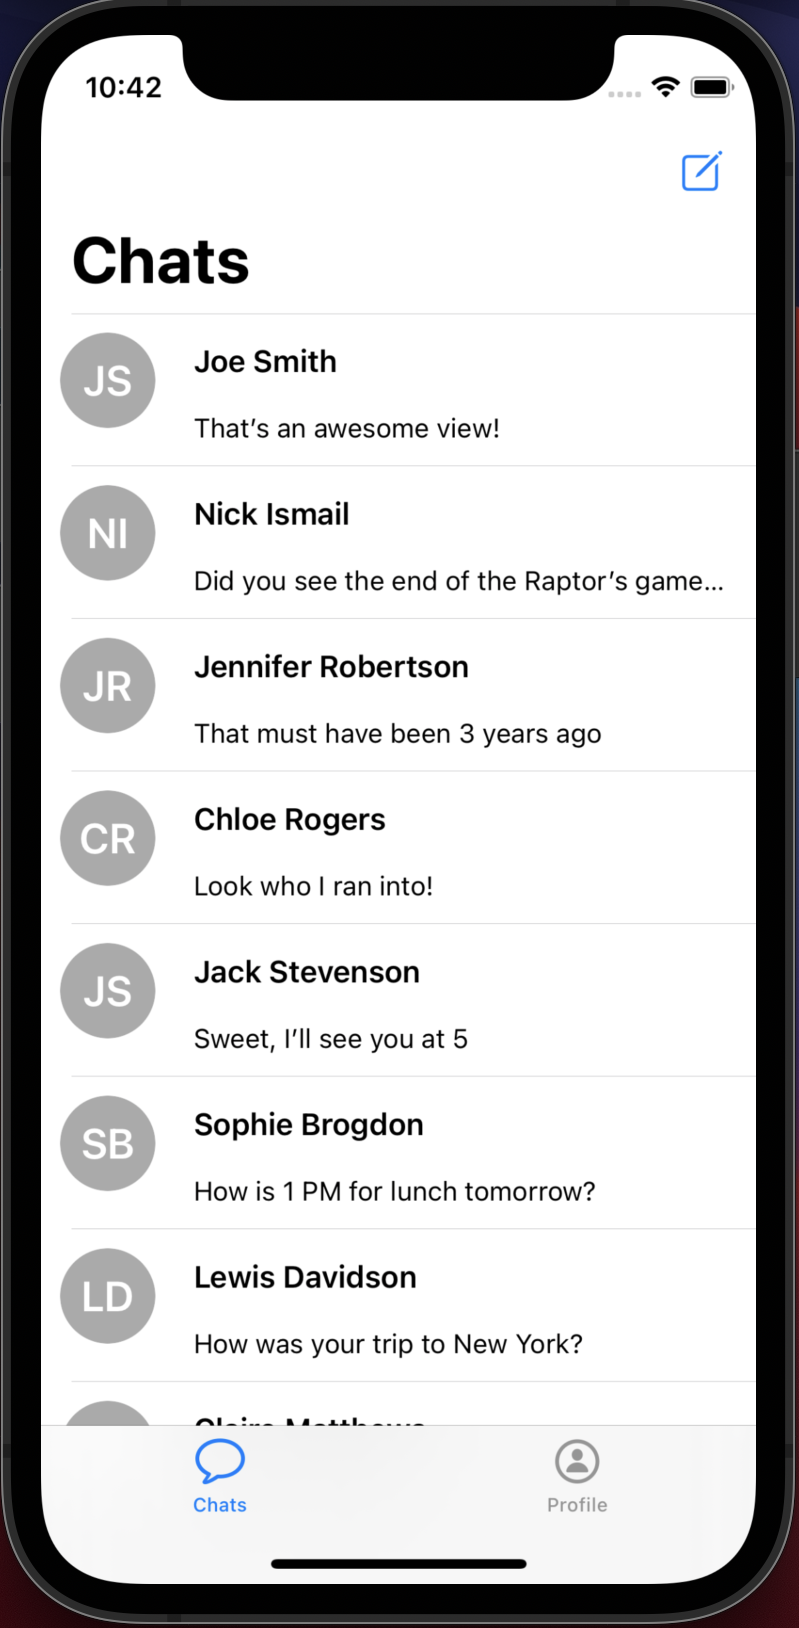 10:42
Chats
JS
Joe Smith
That’s an awesome view!
NI
Nick Ismail
Did you see the end of the Raptor’s game...
JR
Jennifer Robertson
That must have been 3 years ago
CR
Chloe Rogers
Look who I ran into!
JS
Jack Stevenson
Sweet, I’ll see you at 5
SB
Sophie Brogdon
How is 1 PM for lunch tomorrow?
LD
Lewis Davidson
How was your trip to New York?
Claire Matthews
Chats
Profile